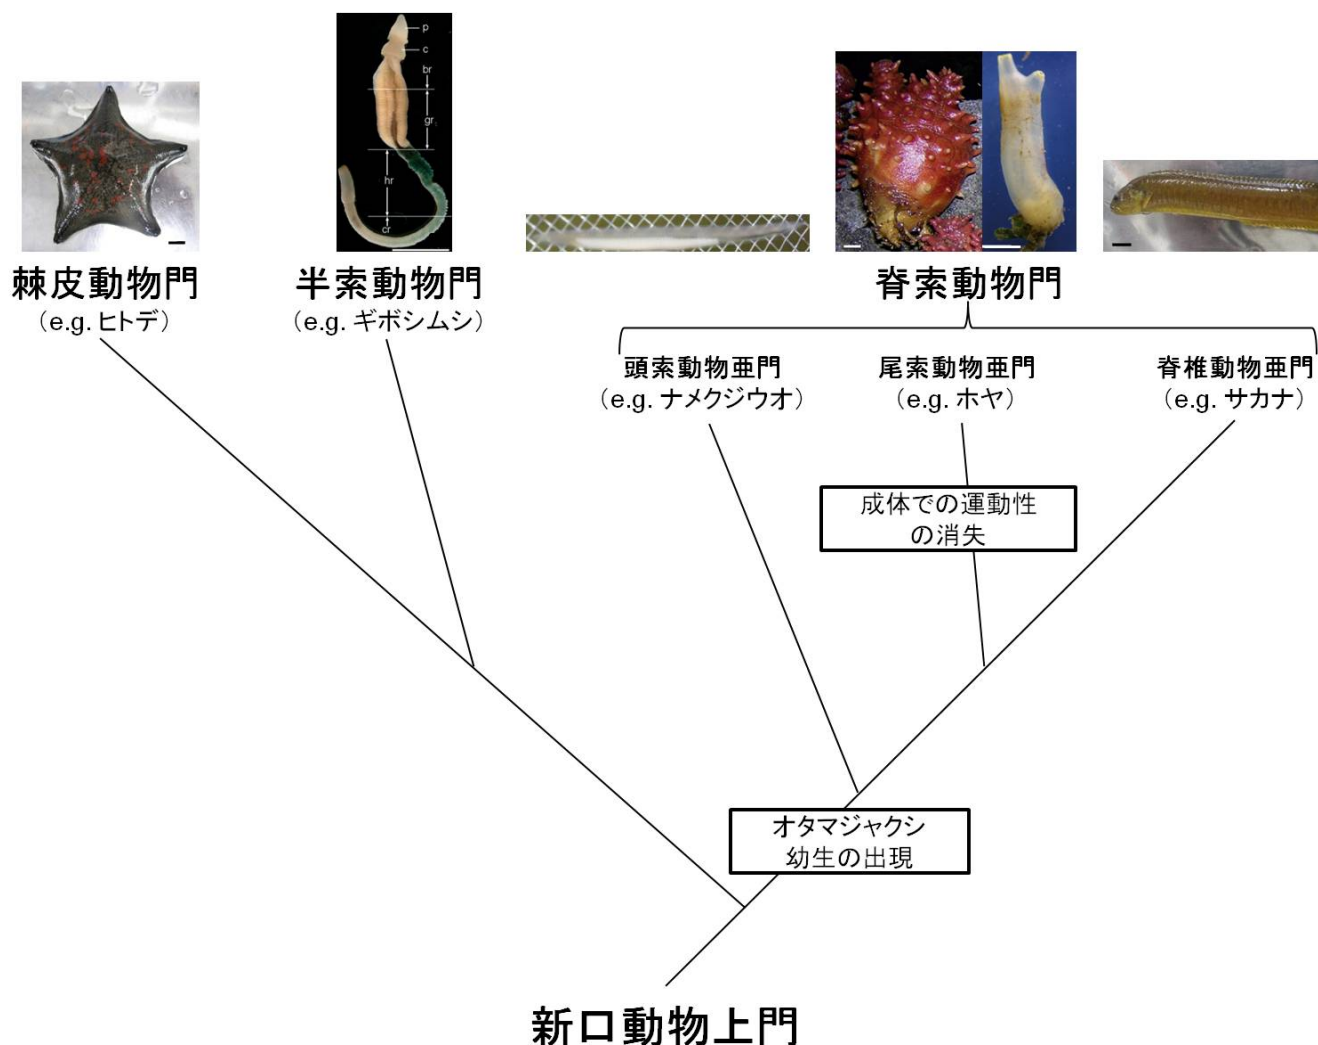 p
c
br
gr
hr
cr
棘皮動物門
（e.g. ヒトデ）
半索動物門
（e.g. ギボシムシ）
脊索動物門
頭索動物亜門
（e.g. ナメクジウオ）
尾索動物亜門
（e.g. ホヤ）
脊椎動物亜門
（e.g. サカナ）
成体での運動性
の消失
オタマジャクシ
幼生の出現
新口動物上門